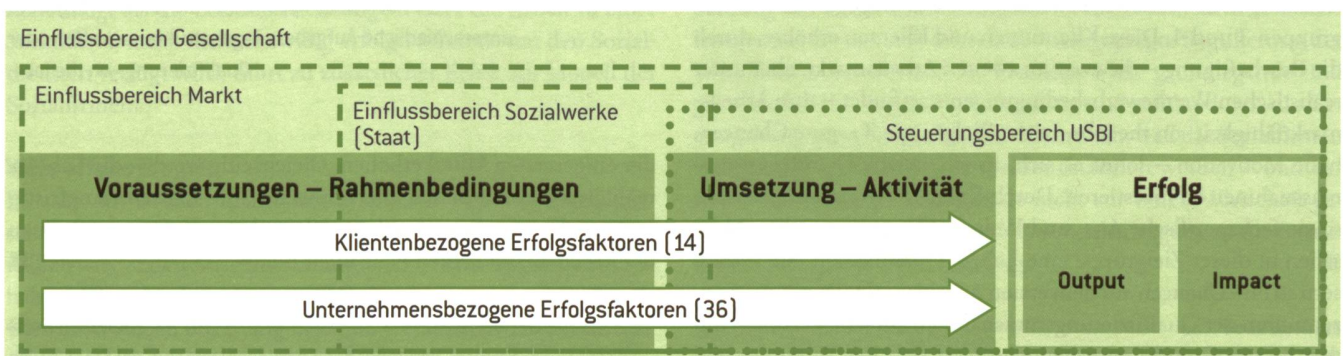 Einflussbereich Gesellschaft
Einflussbereich Markt
Einflussbereich Sozialwerke
(Staat)
Steuerungsbereich USBI
Voraussetzungen – Rahmenbedingungen
Umsetzung – Aktivität
Erfolg
Klientenbezogene Erfolgsfaktoren (14)
Output
Impact
Unternehmensbezogene Erfolgsfaktoren (36)